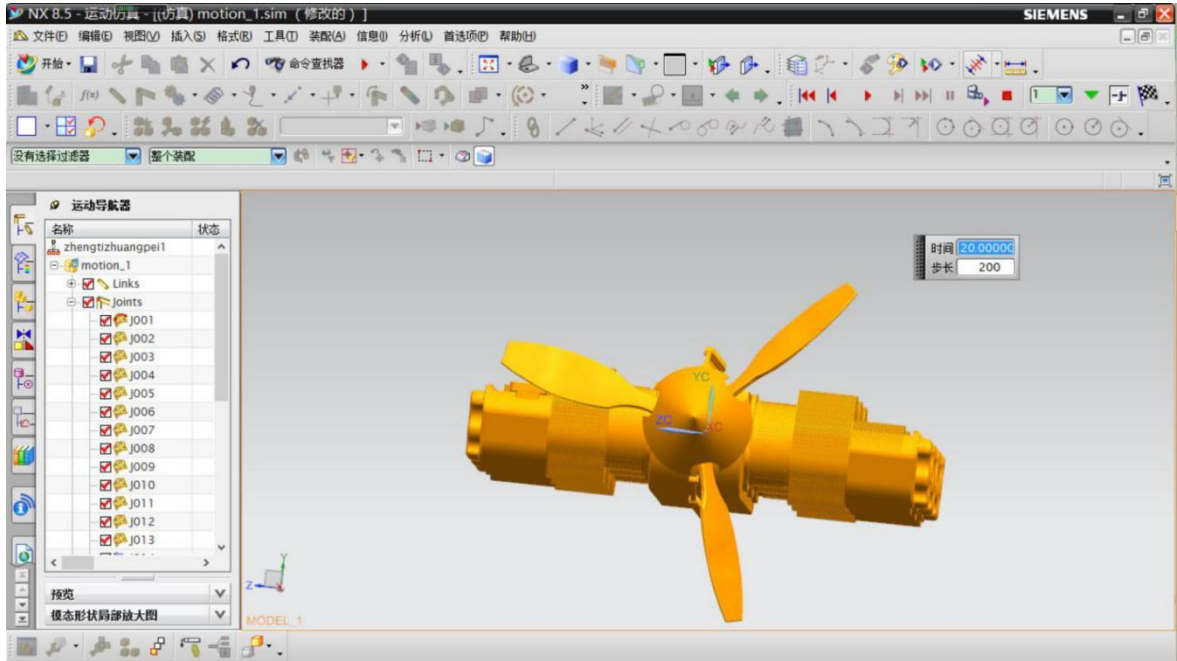 NX 8.5 - 运动仿真 - [(仿真) motion_1.sim （修改的） ]
SIEMENS
文件(F) 编辑(E) 视图(V) 插入(S) 格式(R) 工具(T) 装配(A) 信息(I) 分析(L) 首选项(P) 帮助(H)
开始 命令查找器
f(x) 1
没有选择过滤器 整个装配
运动导航器
名称 状态
zhengtizhuangpei1
motion_1
Links
Joints
J001
J002
J003
J004
J005
J006
J007
J008
J009
J010
J011
J012
J013
预览
模态形状局部放大图
时间 20.00000
步长 200
YC
ZC
XC
Y
Z
MODEL_1